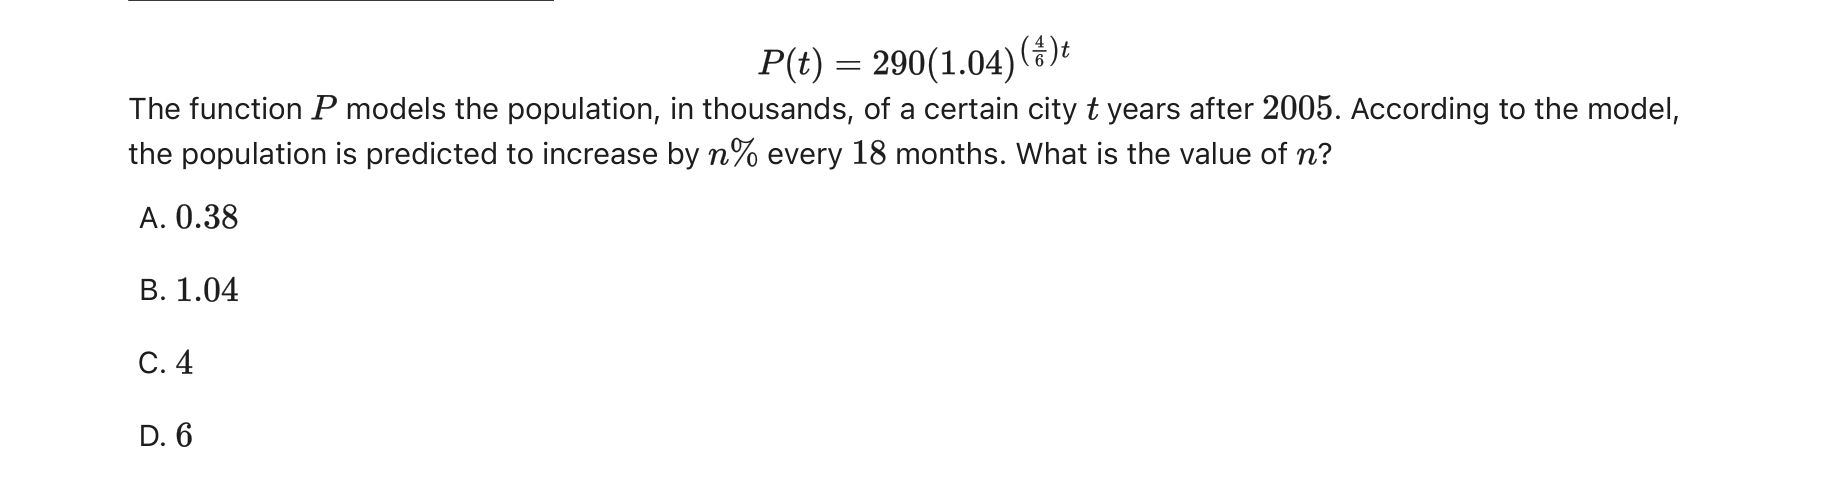 P(t) = 290(1.04)^{(\frac{4}{6})t}
The function P models the population, in thousands, of a certain city t years after 2005. According to the model,
the population is predicted to increase by n% every 18 months. What is the value of n?
A. 0.38
B. 1.04
C. 4
D. 6